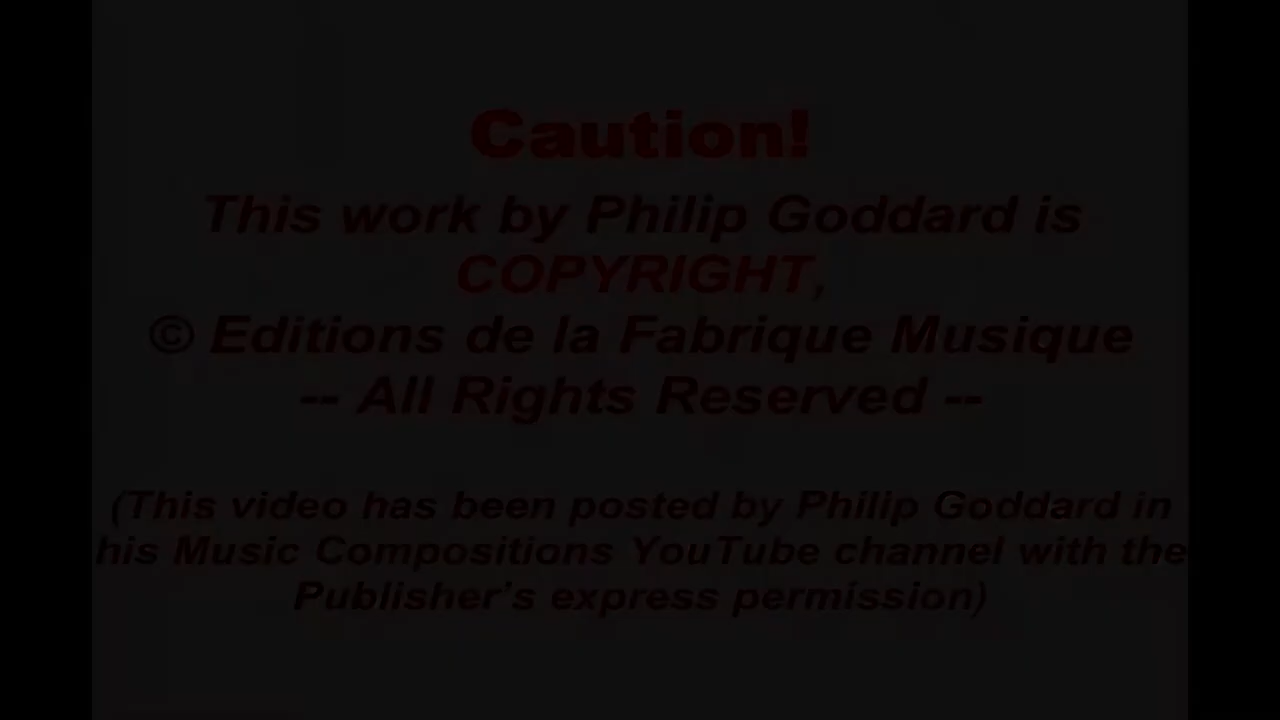 Caution!
This work by Philip Goddard is
COPYRIGHT,
© Editions de la Fabrique Musique
-- All Rights Reserved --
(This video has been posted by Philip Goddard in
his Music Compositions YouTube channel with the
Publisher's express permission)